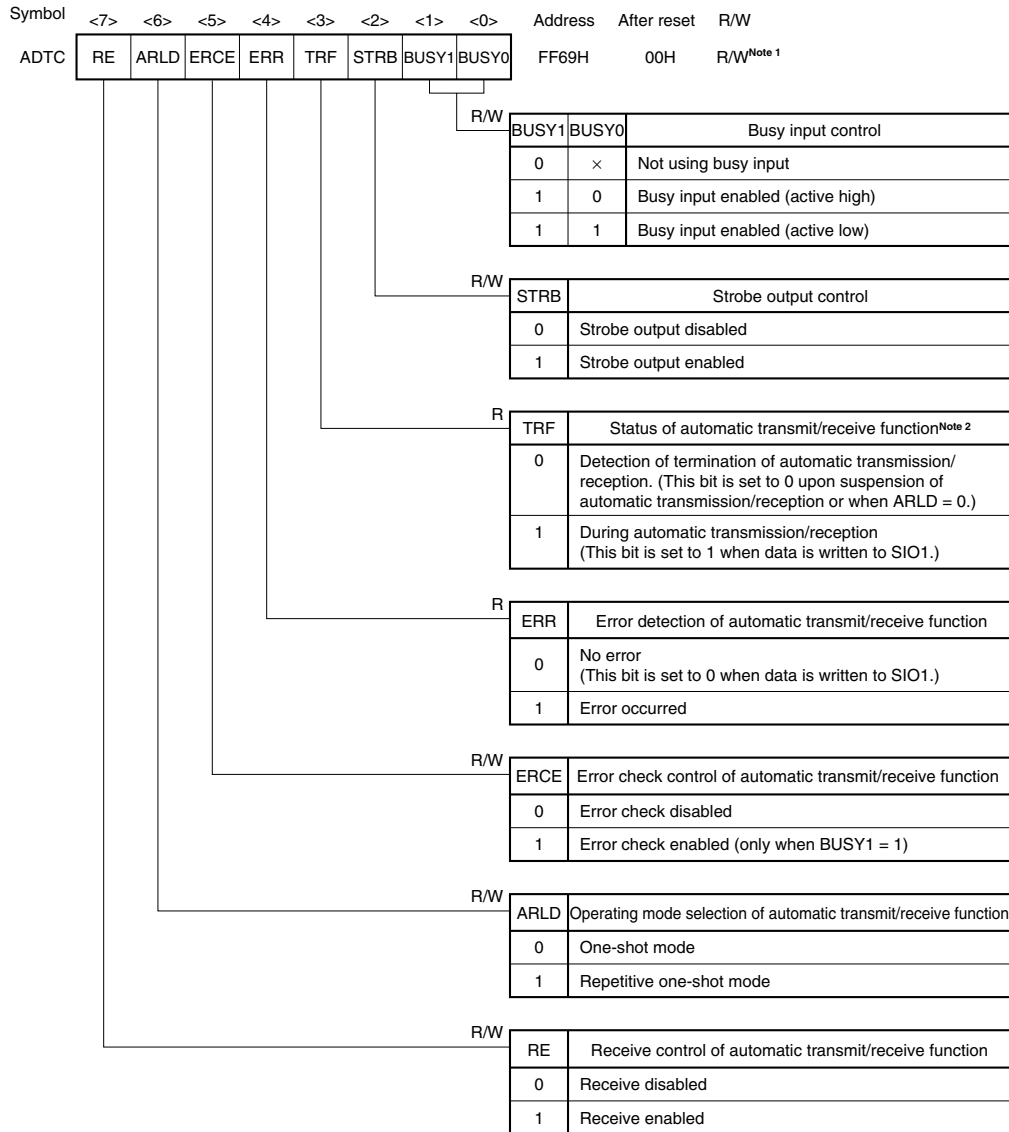 Symbol <7> <6> <5> <4> <3> <2> <1> <0> Address After reset R/W
ADTC RE ARLD ERCE ERR TRF STRB BUSY1 BUSY0 FF69H 00H R/W Note 1
R/W
BUSY1 BUSY0 Busy input control
0 × Not using busy input
1 0 Busy input enabled (active high)
1 1 Busy input enabled (active low)
R/W
STRB Strobe output control
0 Strobe output disabled
1 Strobe output enabled
R
TRF Status of automatic transmit/receive function Note 2
0 Detection of termination of automatic transmission/
reception. (This bit is set to 0 upon suspension of
automatic transmission/reception or when ARLD = 0.)
1 During automatic transmission/reception
(This bit is set to 1 when data is written to SIO1.)
R
ERR Error detection of automatic transmit/receive function
0 No error
(This bit is set to 0 when data is written to SIO1.)
1 Error occurred
R/W
ERCE Error check control of automatic transmit/receive function
0 Error check disabled
1 Error check enabled (only when BUSY1 = 1)
R/W
ARLD Operating mode selection of automatic transmit/receive function
0 One-shot mode
1 Repetitive one-shot mode
R/W
RE Receive control of automatic transmit/receive function
0 Receive disabled
1 Receive enabled